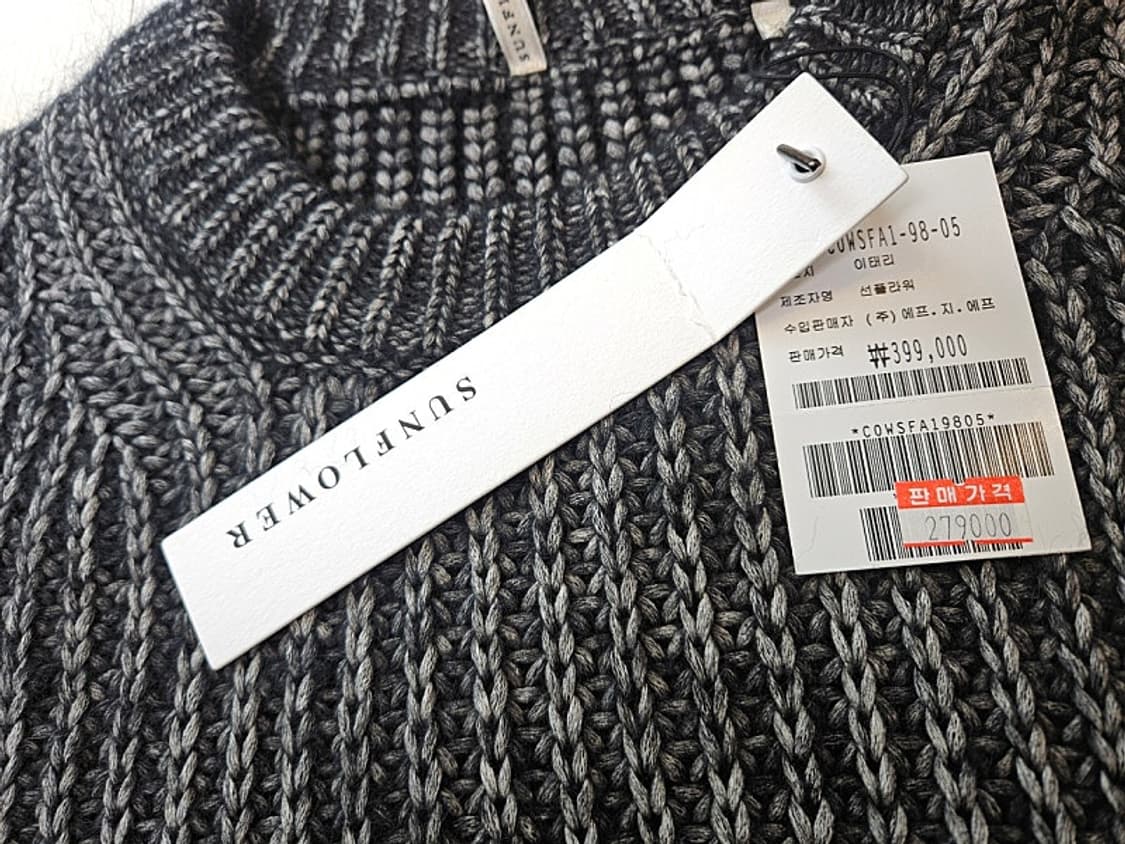 SUNFLOWER
COWSFA1-98-05
이태리
제조자명 선플라워
수입판매자 (주)에프.지.에프
판매가격 ₩399,000
*COWSFA19805*
판매가격
279000